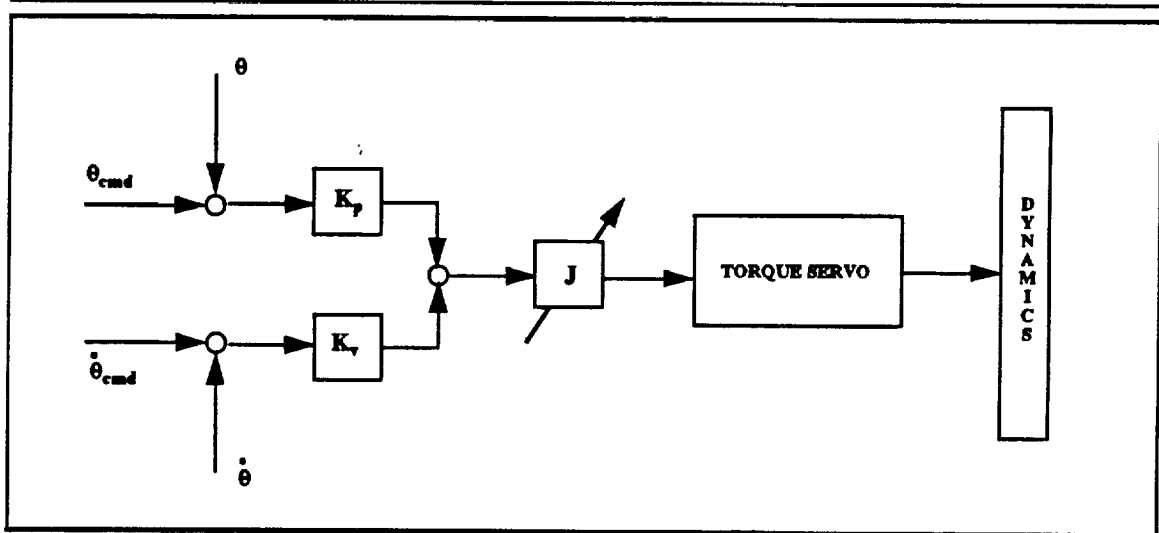 θ
θcmd
Kp
J
TORQUE SERVO
DYNAMICS
Kv
θ̇cmd
θ̇